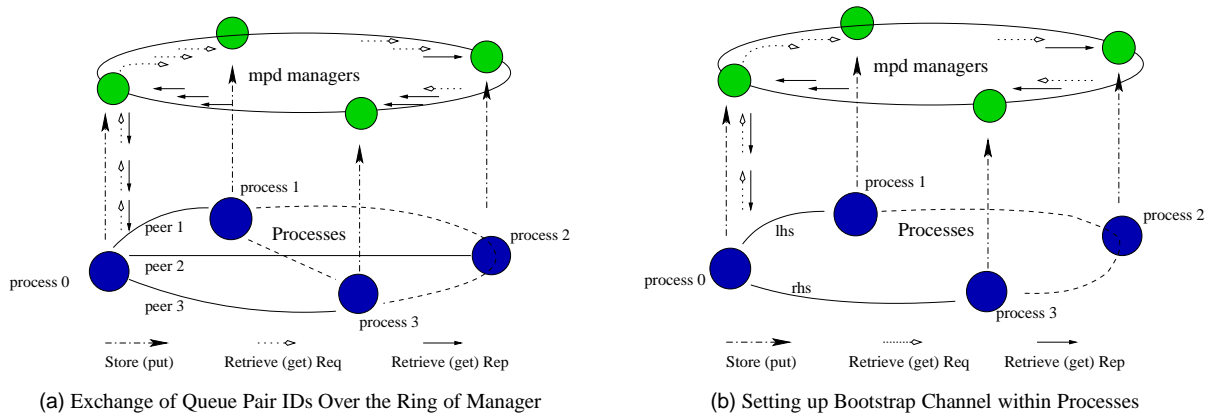 mpd managers
process 1
Processes
process 2
peer 1
peer 2
process 0
peer 3
process 3
Store (put)
Retrieve (get) Req
Retrieve (get) Rep
(a) Exchange of Queue Pair IDs Over the Ring of Manager
mpd managers
process 1
lhs
Processes
process 2
process 0
rhs
process 3
Store (put)
Retrieve (get) Req
Retrieve (get) Rep
(b) Setting up Bootstrap Channel within Processes